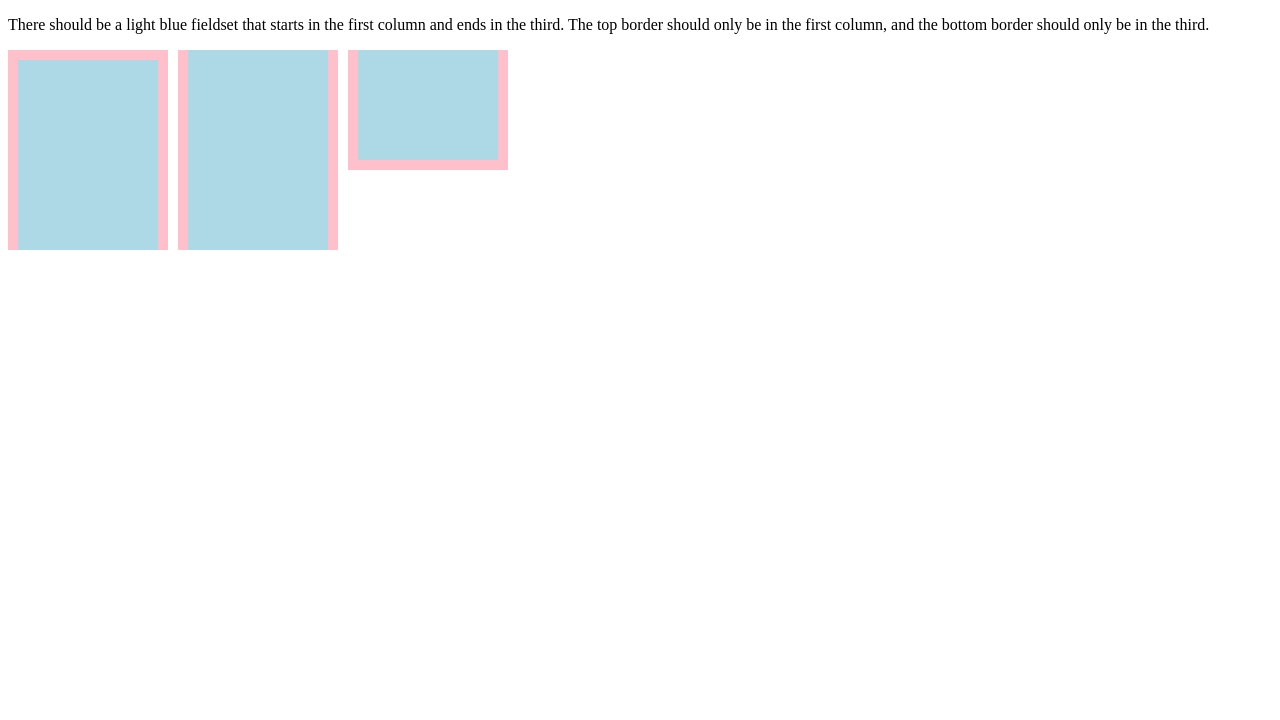 There should be a light blue fieldset that starts in the first column and ends in the third. The top border should only be in the first column, and the bottom border should only be in the third.